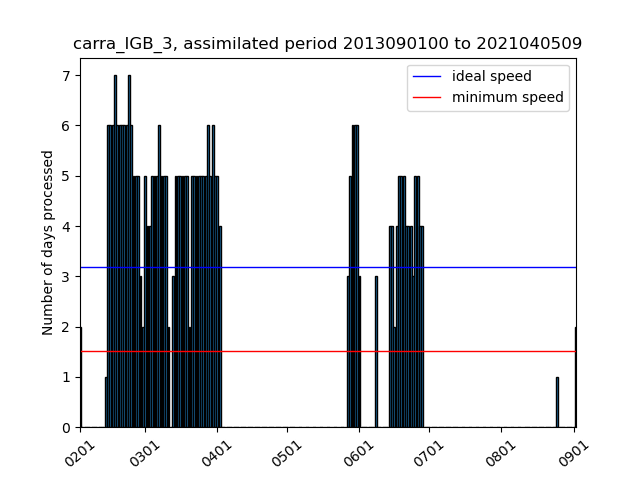 carra_IGB_3, assimilated period 2013090100 to 2021040509
ideal speed
minimum speed
Number of days processed
7
6
5
4
3
2
1
0
0201 0301 0401 0501 0601 0701 0801 0901